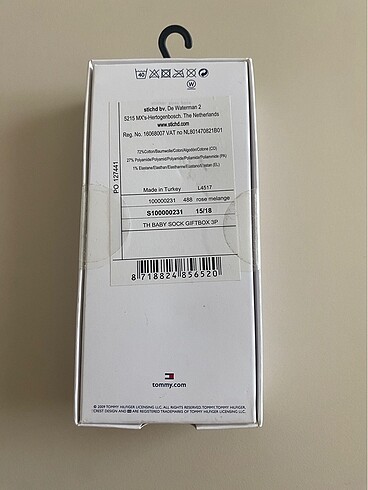 40
W
stichd bv, De Waterman 2
5215 MX's-Hertogenbosch. The Netherlands
www.stichd.com
Reg. No. 16068007 VAT no NL801470821B01
72%Cotton/Baumwolle/Coton/Algodón/Cotone (CO)
27% Polyamide/Polyamid/Polyamide/Poliamida/Poliammide (PA)
1% Elastane/Elasthan/Elasthanne/Elastano/Elastan (EL)
PO 127441
Made in Turkey L4517
100000231 488 rose melange
S100000231 15/18
TH BABY SOCK GIFTBOX 3P
8 718824 856520
tommy.com
© 2009 TOMMY HILFIGER LICENSING LLC. ALL RIGHTS RESERVED. TOMMY, TOMMY HILFIGER,
CREST DESIGN AND ARE REGISTERED TRADEMARKS OF TOMMY HILFIGER LICENSING LLC.